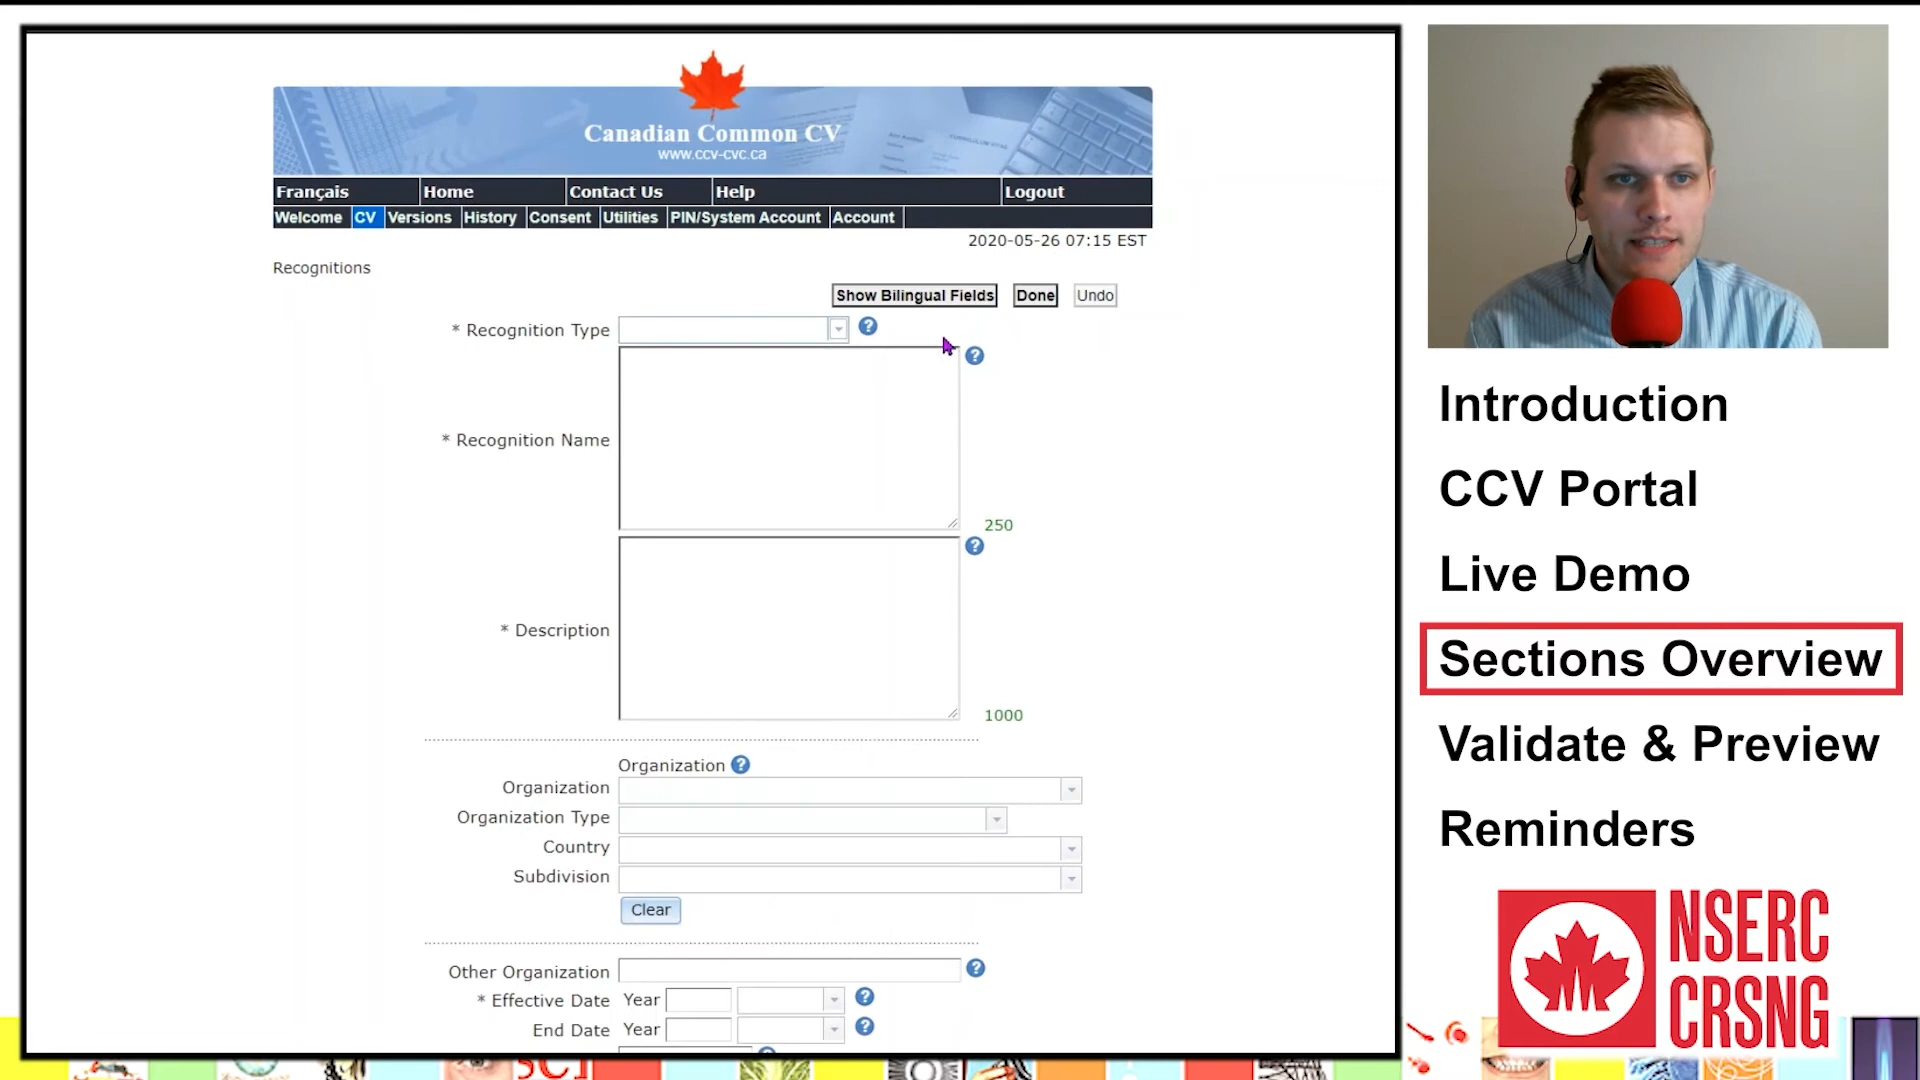 Canadian Common CV
www.ccv-cvc.ca
Français Home Contact Us Help Logout
Welcome CV Versions History Consent Utilities PIN/System Account Account
2020-05-26 07:15 EST
Recognitions
Show Bilingual Fields Done Undo
* Recognition Type ?
?
* Recognition Name
250
?
* Description
1000
Organization ?
Organization
Organization Type
Country
Subdivision
Clear
Other Organization ?
* Effective Date Year ?
End Date Year ?
Introduction
CCV Portal
Live Demo
Sections Overview
Validate & Preview
Reminders
NSERC
CRSNG